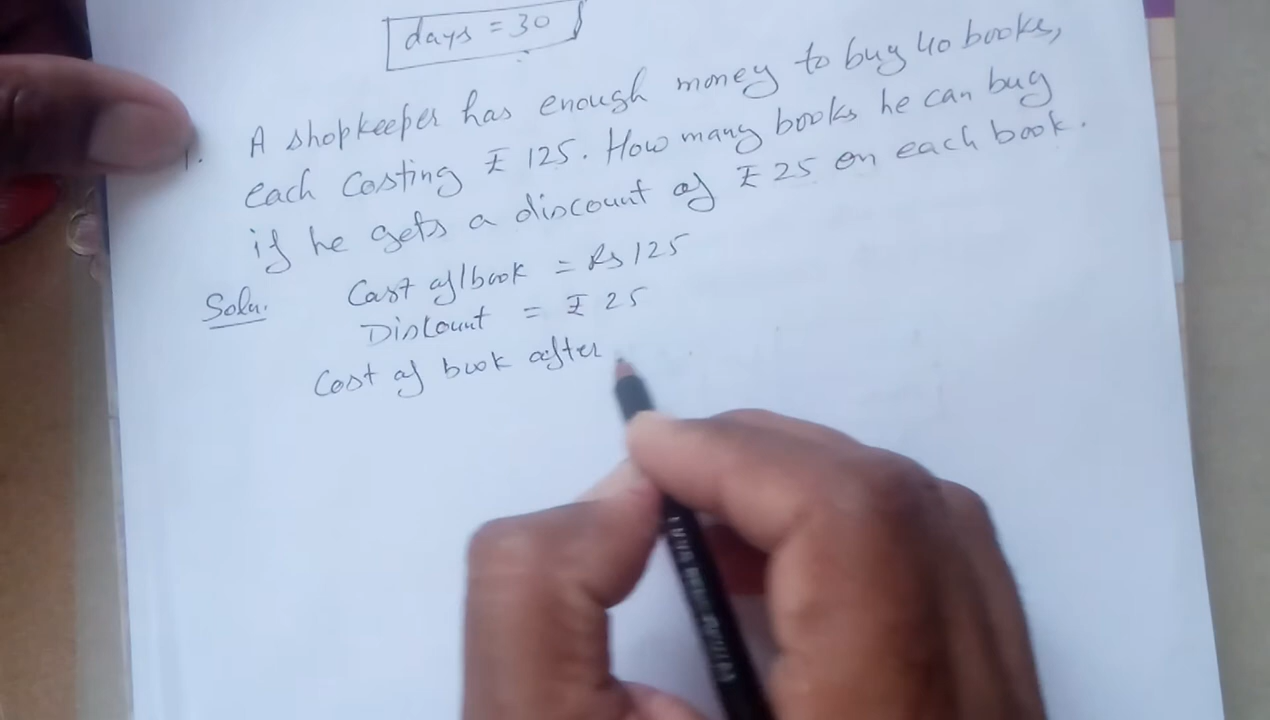 days = 30
1. A shopkeeper has enough money to buy 40 books,
each costing ₹ 125. How many books he can buy
if he gets a discount of ₹ 25 on each book.
Soln. Cost of 1 book = Rs 125
Discount = ₹ 25
Cost of book after